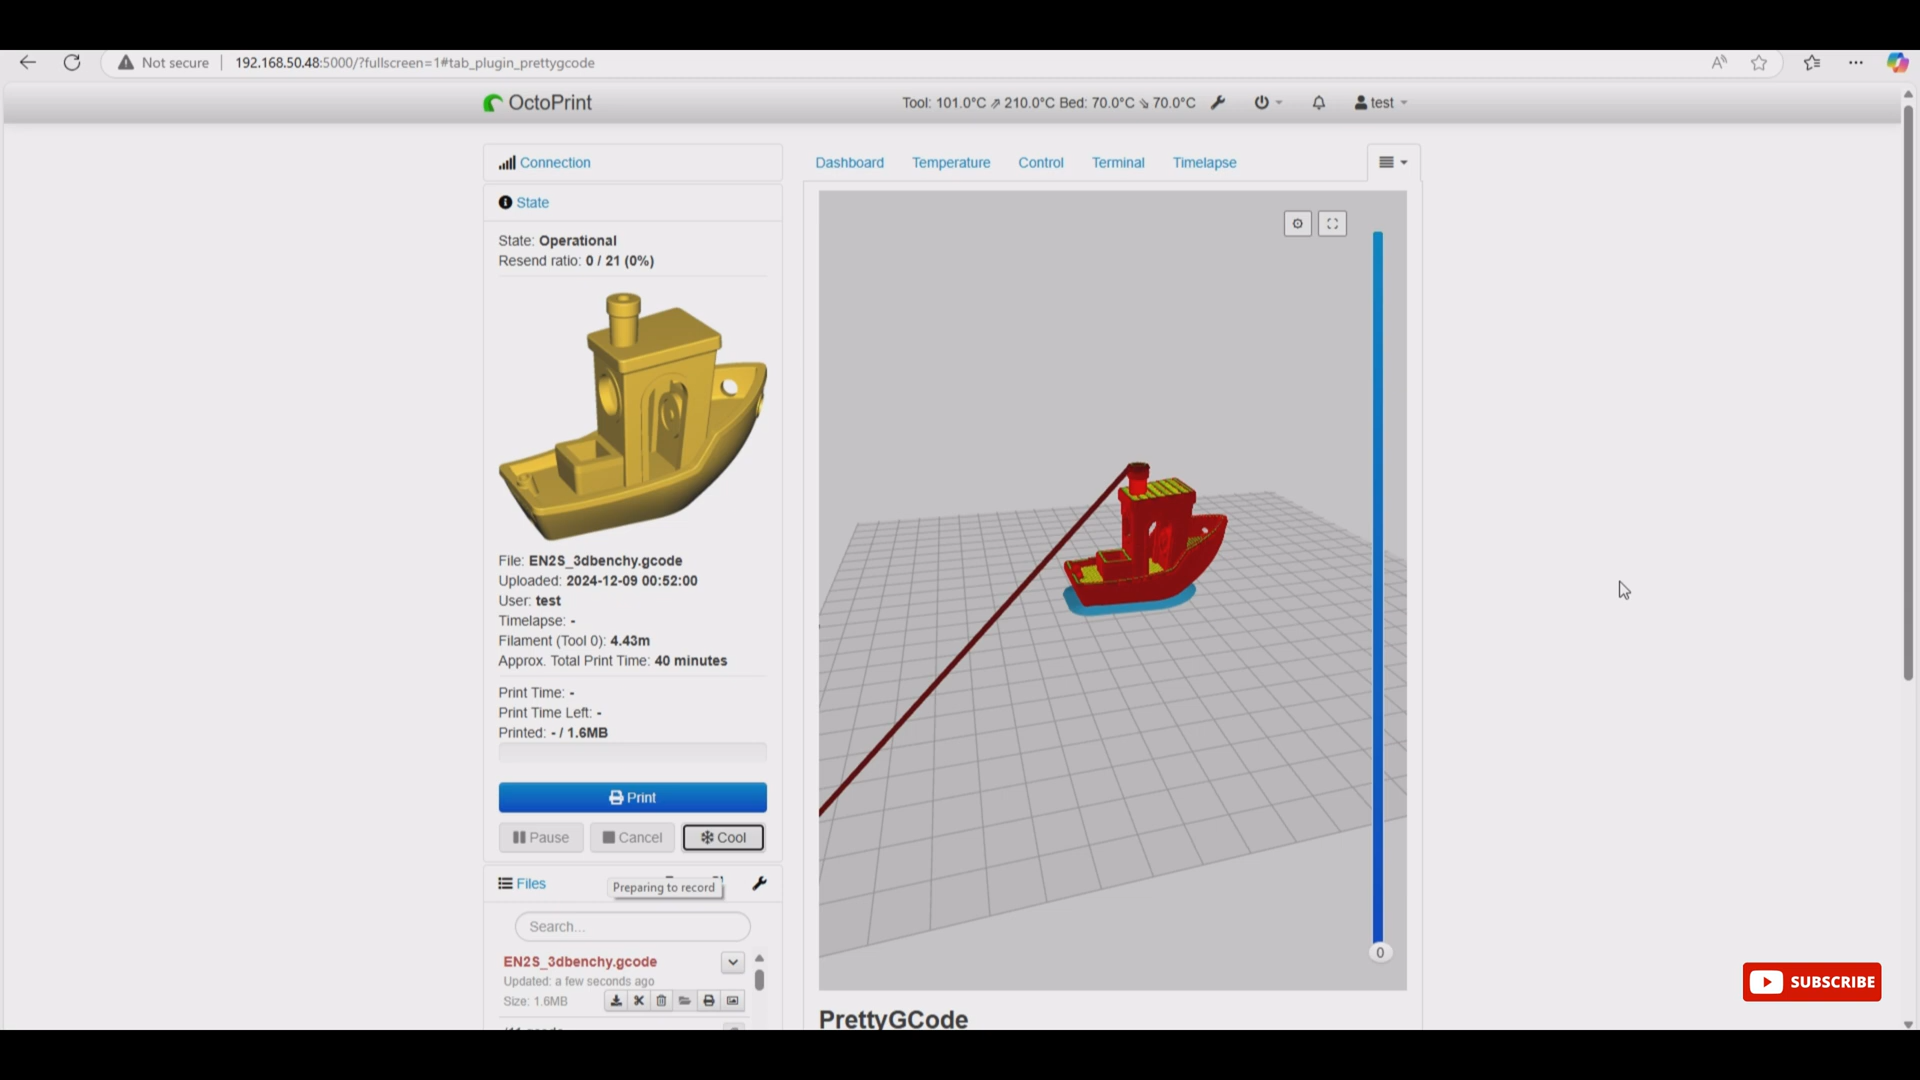 Not secure
192.168.50.48:5000/?fullscreen=1#tab_plugin_prettygcode
OctoPrint
Tool: 101.0°C ⇗ 210.0°C Bed: 70.0°C ⇘ 70.0°C
test
Connection
Dashboard
Temperature
Control
Terminal
Timelapse
State
State: Operational
Resend ratio: 0 / 21 (0%)
File: EN2S_3dbenchy.gcode
Uploaded: 2024-12-09 00:52:00
User: test
Timelapse: -
Filament (Tool 0): 4.43m
Approx. Total Print Time: 40 minutes
Print Time: -
Print Time Left: -
Printed: - / 1.6MB
Print
Pause
Cancel
Cool
Files
Preparing to record
Search...
EN2S_3dbenchy.gcode
Updated: a few seconds ago
Size: 1.6MB
0
PrettyGCode
SUBSCRIBE